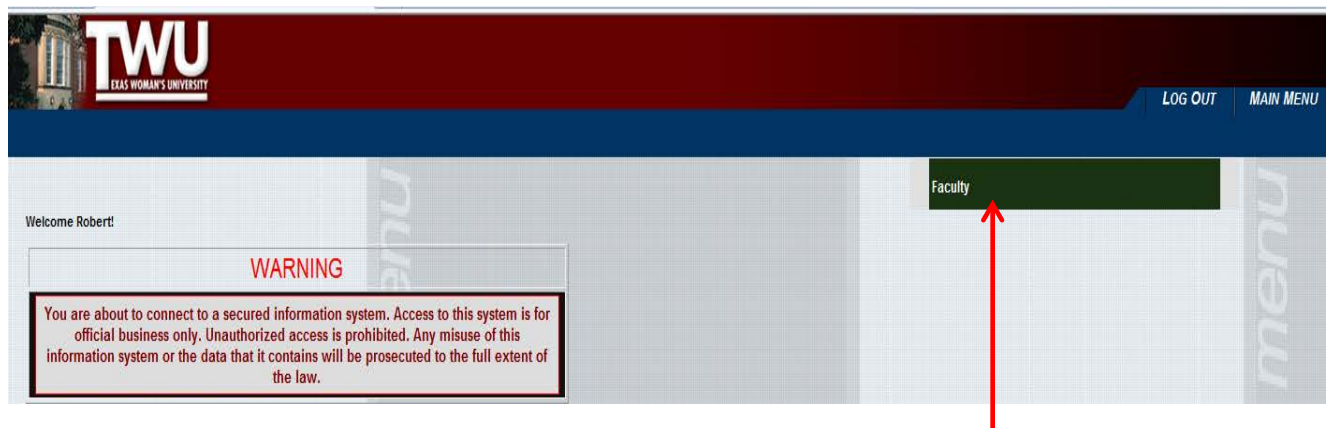 TWU
EXAS WOMAN'S UNIVERSITY
LOG OUT MAIN MENU
menu
Faculty
menu
Welcome Robert!
WARNING
You are about to connect to a secured information system. Access to this system is for
official business only. Unauthorized access is prohibited. Any misuse of this
information system or the data that it contains will be prosecuted to the full extent of
the law.